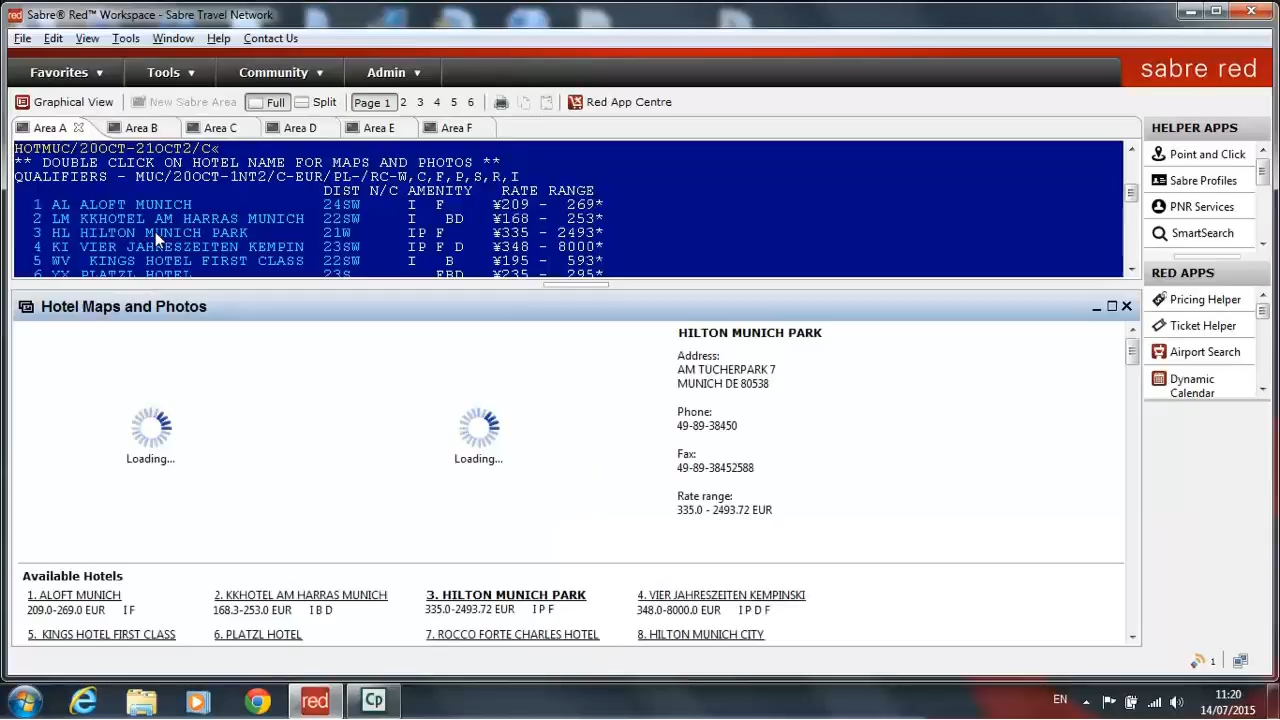 Sabre® Red™ Workspace - Sabre Travel Network
File Edit View Tools Window Help Contact Us
Favorites Tools Community Admin
sabre red
Graphical View New Sabre Area Full Split Page 1 2 3 4 5 6 Red App Centre
Area A Area B Area C Area D Area E Area F
HOTMUC/20OCT-21OCT2/C«
** DOUBLE CLICK ON HOTEL NAME FOR MAPS AND PHOTOS **
QUALIFIERS - MUC/20OCT-1NT2/C-EUR/PL-/RC-W,C,F,P,S,R,I
DIST N/C AMENITY RATE RANGE
1 AL ALOFT MUNICH 24SW I F ¥209 - 269*
2 LM KKHOTEL AM HARRAS MUNICH 22SW I BD ¥168 - 253*
3 HL HILTON MUNICH PARK 21W IP F ¥335 - 2493*
4 KI VIER JAHRESZEITEN KEMPIN 23SW IP F D ¥348 - 8000*
5 WV KINGS HOTEL FIRST CLASS 22SW I B ¥195 - 593*
6 YX PLATZL HOTEL 23S FBD ¥235 - 295*
HELPER APPS
Point and Click
Sabre Profiles
PNR Services
SmartSearch
RED APPS
Pricing Helper
Ticket Helper
Airport Search
Dynamic
Calendar
Hotel Maps and Photos
Loading...
Loading...
HILTON MUNICH PARK
Address:
AM TUCHERPARK 7
MUNICH DE 80538
Phone:
49-89-38450
Fax:
49-89-38452588
Rate range:
335.0 - 2493.72 EUR
Available Hotels
1. ALOFT MUNICH 2. KKHOTEL AM HARRAS MUNICH 3. HILTON MUNICH PARK 4. VIER JAHRESZEITEN KEMPINSKI
209.0-269.0 EUR I F 168.3-253.0 EUR I B D 335.0-2493.72 EUR I P F 348.0-8000.0 EUR I P D F
5. KINGS HOTEL FIRST CLASS 6. PLATZL HOTEL 7. ROCCO FORTE CHARLES HOTEL 8. HILTON MUNICH CITY
1
red Cp EN 11:20
14/07/2015